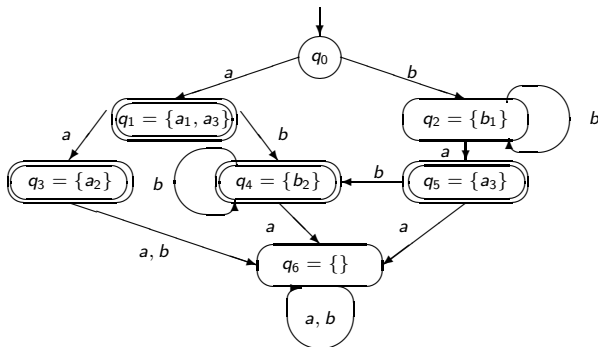 q₀
a
b
q₁ = {a₁, a₃}
q₂ = {b₁}
b
a
b
a
q₃ = {a₂}
b
q₄ = {b₂}
b
q₅ = {a₃}
a
a
a, b
q₆ = {}
a, b